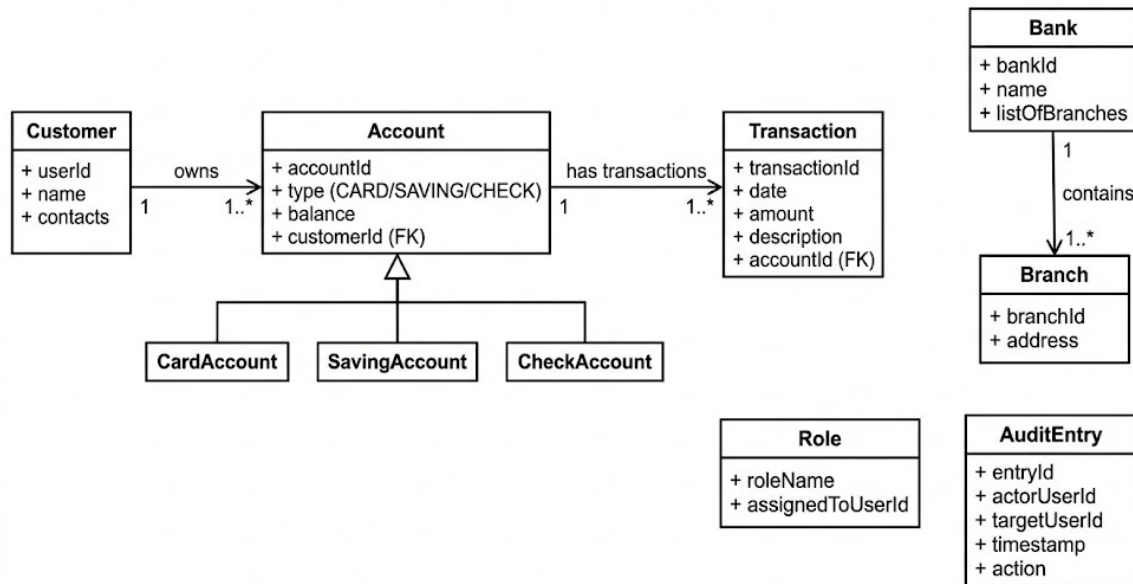 Bank
+ bankId
+ name
+ listOfBranches
1
contains
1..*
Branch
+ branchId
+ address
Customer
+ userId
+ name
+ contacts
owns
1
1..*
Account
+ accountId
+ type (CARD/SAVING/CHECK)
+ balance
+ customerId (FK)
has transactions
1
1..*
Transaction
+ transactionId
+ date
+ amount
+ description
+ accountId (FK)
CardAccount
SavingAccount
CheckAccount
Role
+ roleName
+ assignedToUserId
AuditEntry
+ entryId
+ actorUserId
+ targetUserId
+ timestamp
+ action